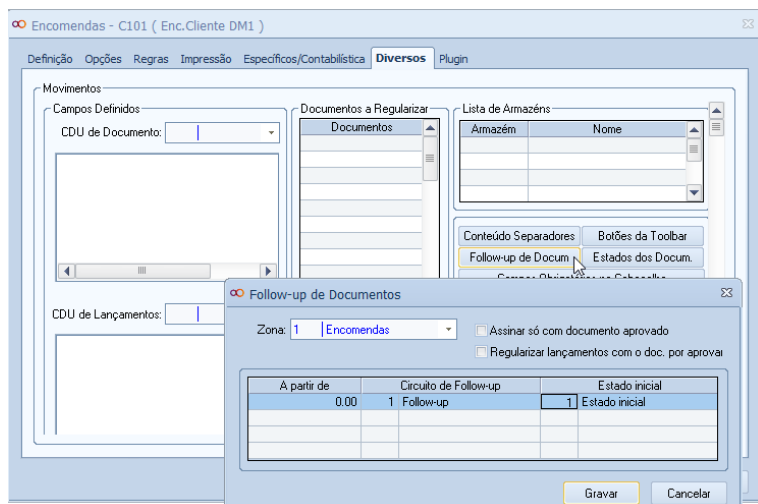 Encomendas - C101 ( Enc.Cliente DM1 )
Definição Opções Regras Impressão Específicos/Contabilística Diversos Plugin
Movimentos
Campos Definidos
CDU de Documento:
Documentos a Regularizar
Documentos
Lista de Armazéns
Armazém Nome
Conteúdo Separadores Botões da Toolbar
Follow-up de Docum Estados dos Docum.
CDU de Lançamentos:
Follow-up de Documentos
Zona: 1 Encomendas
Assinar só com documento aprovado
Regularizar lançamentos com o doc. por aprovar
A partir de Circuito de Follow-up Estado inicial
0.00 1 Follow-up 1 Estado inicial
Gravar Cancelar